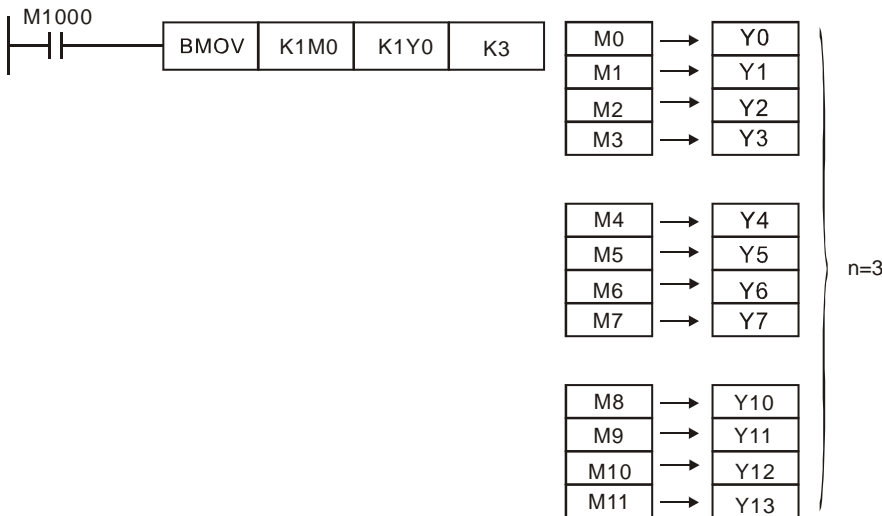 M1000
BMOV K1M0 K1Y0 K3
M0 Y0
M1 Y1
M2 Y2
M3 Y3
M4 Y4
M5 Y5
M6 Y6
M7 Y7
n=3
M8 Y10
M9 Y11
M10 Y12
M11 Y13